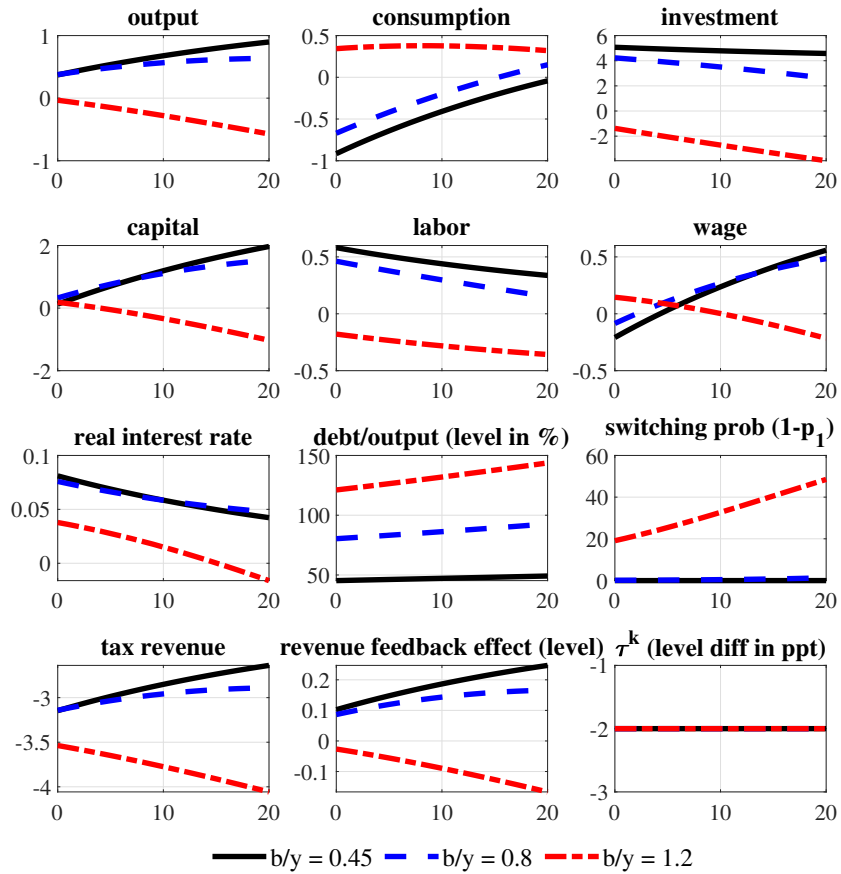 output consumption investment
1 0.5 6
4
0 0 2
-0.5 0
-2
-1 -1
0 10 20 0 10 20 0 10 20
capital labor wage
2 0.5 0.5
0 0 0
-2 -0.5 -0.5
0 10 20 0 10 20 0 10 20
real interest rate debt/output (level in %) switching prob (1-p1)
0.1 150 60
0.05 100 40
20
0 50 0
0 10 20 0 10 20 0 10 20
tax revenue revenue feedback effect (level) τk (level diff in ppt)
-1
0.2
-3 0.1
-2
-3.5 0
-0.1
-4 -3
0 10 20 0 10 20 0 10 20
b/y = 0.45 b/y = 0.8 b/y = 1.2